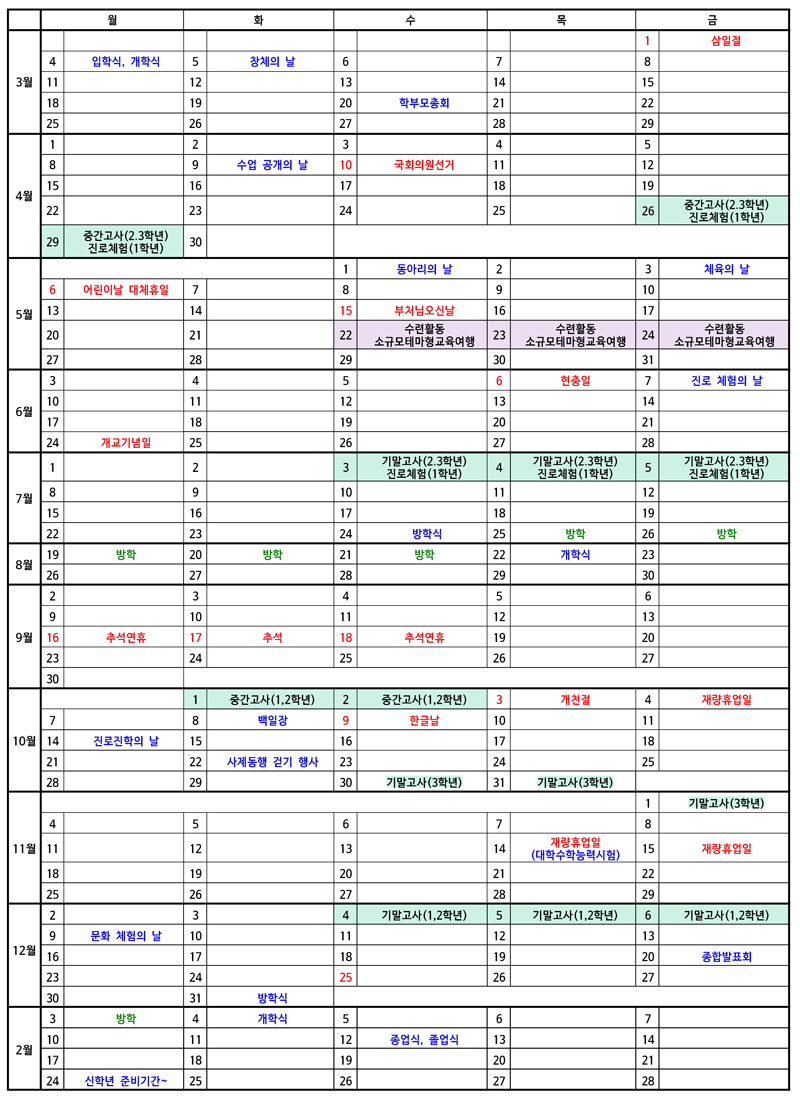 월 화 수 목 금
3월
1 삼일절
4 입학식, 개학식 5 창체의 날 6 7 8
11 12 13 14 15
18 19 20 학부모총회 21 22
25 26 27 28 29
4월
1 2 3 4 5
8 9 수업 공개의 날 10 국회의원선거 11 12
15 16 17 18 19
22 23 24 25 26 중간고사(2.3학년)
진로체험(1학년)
29 중간고사(2.3학년) 30
진로체험(1학년)
5월
1 동아리의 날 2 3 체육의 날
6 어린이날 대체휴일 7 8 9 10
13 14 15 부처님오신날 16 17
20 21 22 수련활동 23 수련활동 24 수련활동
소규모테마형교육여행 소규모테마형교육여행 소규모테마형교육여행
27 28 29 30 31
6월
3 4 5 6 현충일 7 진로 체험의 날
10 11 12 13 14
17 18 19 20 21
24 개교기념일 25 26 27 28
7월
1 2 3 기말고사(2.3학년) 4 기말고사(2.3학년) 5 기말고사(2.3학년)
진로체험(1학년) 진로체험(1학년) 진로체험(1학년)
8 9 10 11 12
15 16 17 18 19
22 23 24 방학식 25 방학 26 방학
8월
19 방학 20 방학 21 방학 22 개학식 23
26 27 28 29 30
9월
2 3 4 5 6
9 10 11 12 13
16 추석연휴 17 추석 18 추석연휴 19 20
23 24 25 26 27
30
10월
1 중간고사(1,2학년) 2 중간고사(1,2학년) 3 개천절 4 재량휴업일
7 8 백일장 9 한글날 10 11
14 진로진학의 날 15 16 17 18
21 22 사제동행 걷기 행사 23 24 25
28 29 30 기말고사(3학년) 31 기말고사(3학년)
11월
1 기말고사(3학년)
4 5 6 7 8
11 12 13 14 재량휴업일 15 재량휴업일
(대학수학능력시험)
18 19 20 21 22
25 26 27 28 29
12월
2 3 4 기말고사(1,2학년) 5 기말고사(1,2학년) 6 기말고사(1,2학년)
9 문화 체험의 날 10 11 12 13
16 17 18 19 20 종합발표회
23 24 25 26 27
30 31 방학식
2월
3 방학 4 개학식 5 6 7
10 11 12 종업식, 졸업식 13 14
17 18 19 20 21
24 신학년 준비기간~ 25 26 27 28